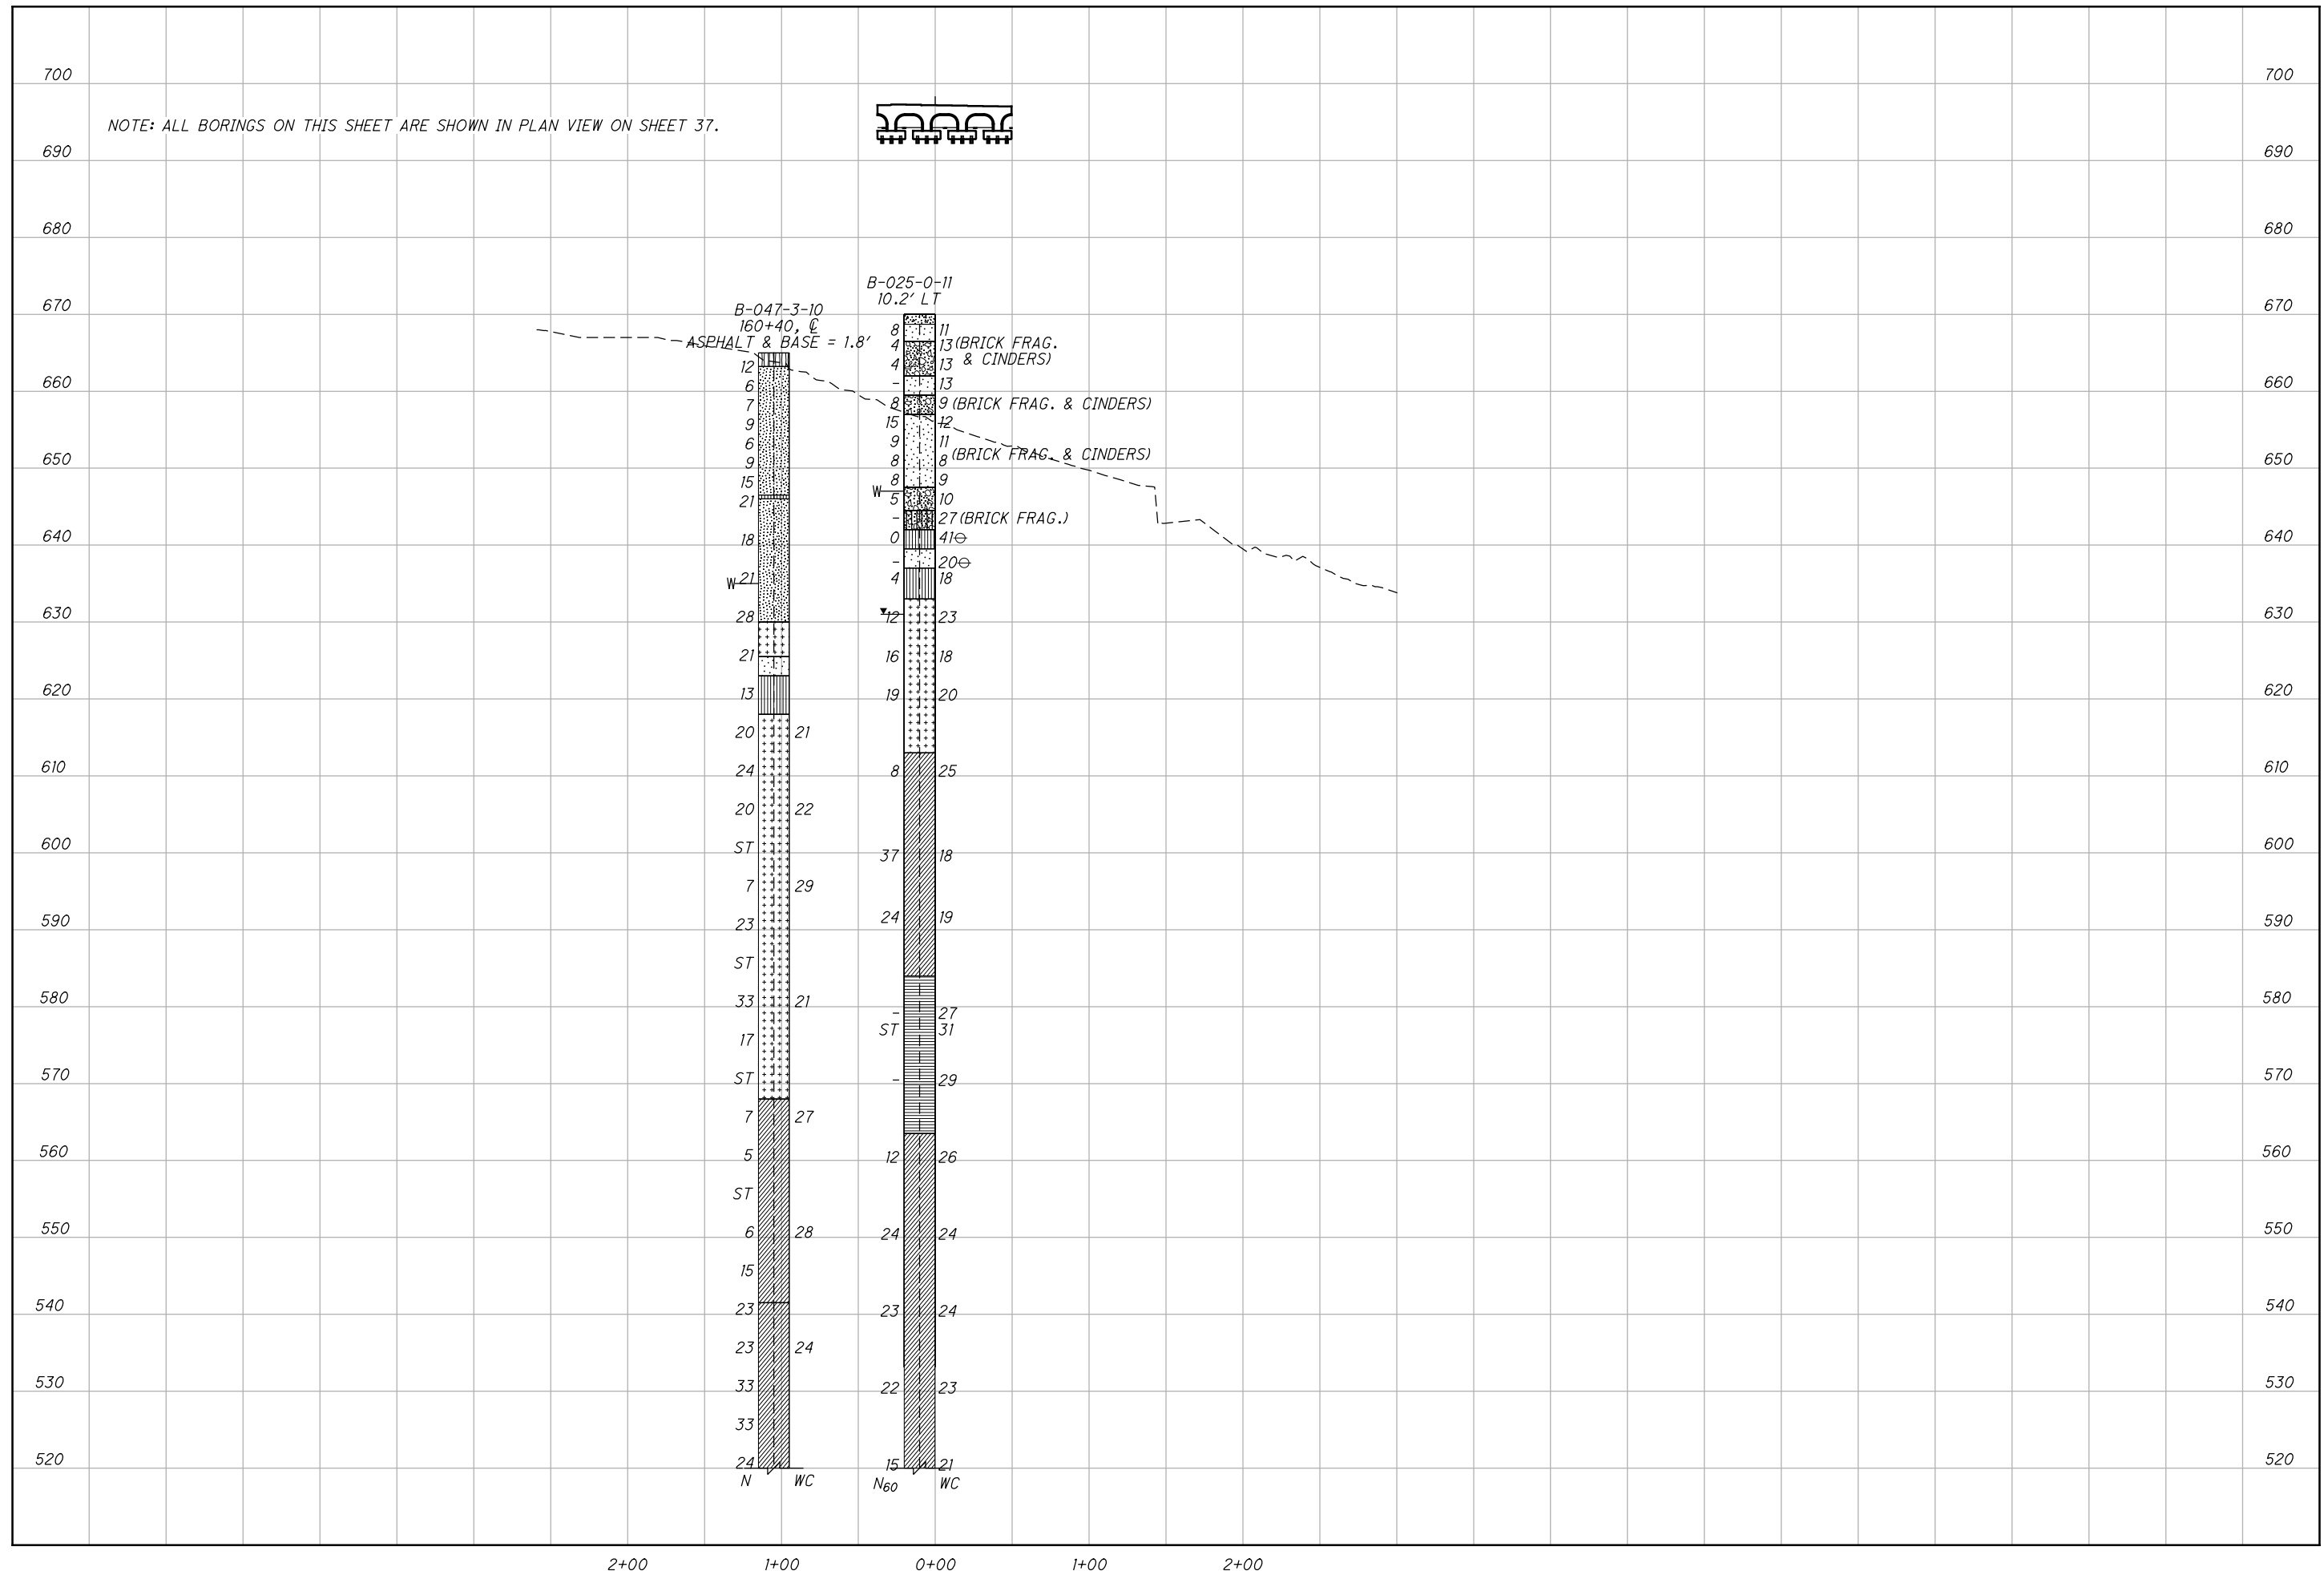 700 700
NOTE: ALL BORINGS ON THIS SHEET ARE SHOWN IN PLAN VIEW ON SHEET 37.
690 690
680 680
B-025-0-11
10.2' LT
670 670
B-047-3-10
160+40, ℄
ASPHALT & BASE = 1.8'
8 11
4 13 (BRICK FRAG.
& CINDERS)
4 13
12
- 13
660 6 660
7 8 9 (BRICK FRAG. & CINDERS)
9 15 12
6 9 11
(BRICK FRAG. & CINDERS)
650 9 8 8 650
15 8 9
W
21 5 10
- 27 (BRICK FRAG.)
640 18 0 41⊖ 640
- 20⊖
W 21 4 18
630 28 12 23 630
21 16 18
620 13 19 20 620
20 21
610 24 8 25 610
20 22
600 ST 37 18 600
7 29
590 23 24 19 590
ST
580 33 21 580
- 27
17 ST 31
570 ST - 29 570
7 27
560 5 12 26 560
ST
550 6 28 24 24 550
15
540 23 23 24 540
23 24
530 33 22 23 530
33
520 24 15 21 520
N WC N60 WC
2+00 1+00 0+00 1+00 2+00